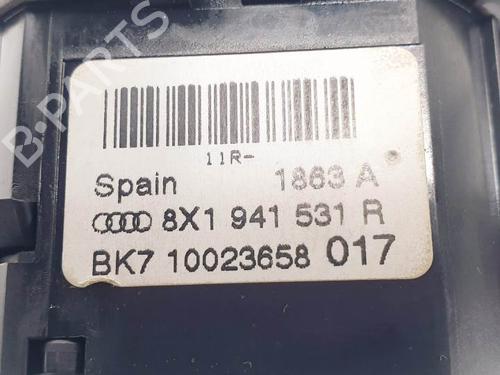 B-PARTS
11R-
Spain 1863 A
8X1 941 531 R
BK7 10023658 017